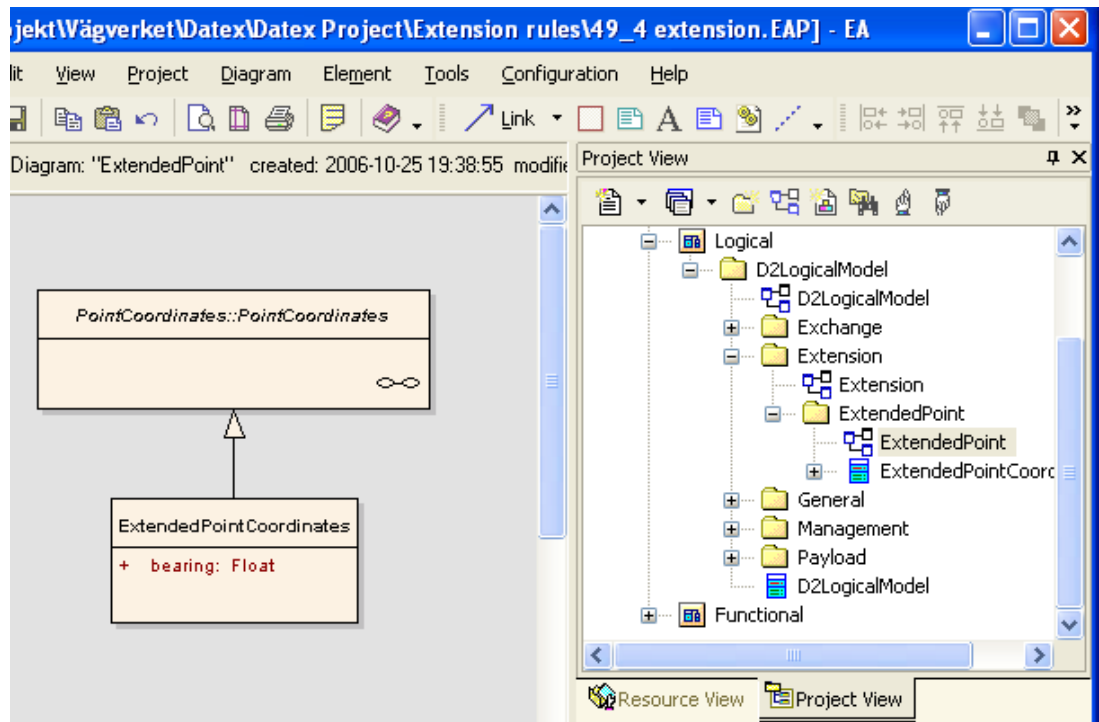 jekt\Vägverket\Datex\Datex Project\Extension rules\49_4 extension.EAP] - EA
lit View Project Diagram Element Tools Configuration Help
Link
Diagram: "ExtendedPoint" created: 2006-10-25 19:38:55 modifie
Project View
PointCoordinates::PointCoordinates
ExtendedPointCoordinates
+ bearing: Float
Logical
D2LogicalModel
D2LogicalModel
Exchange
Extension
Extension
ExtendedPoint
ExtendedPoint
ExtendedPointCoord
General
Management
Payload
D2LogicalModel
Functional
Resource View Project View